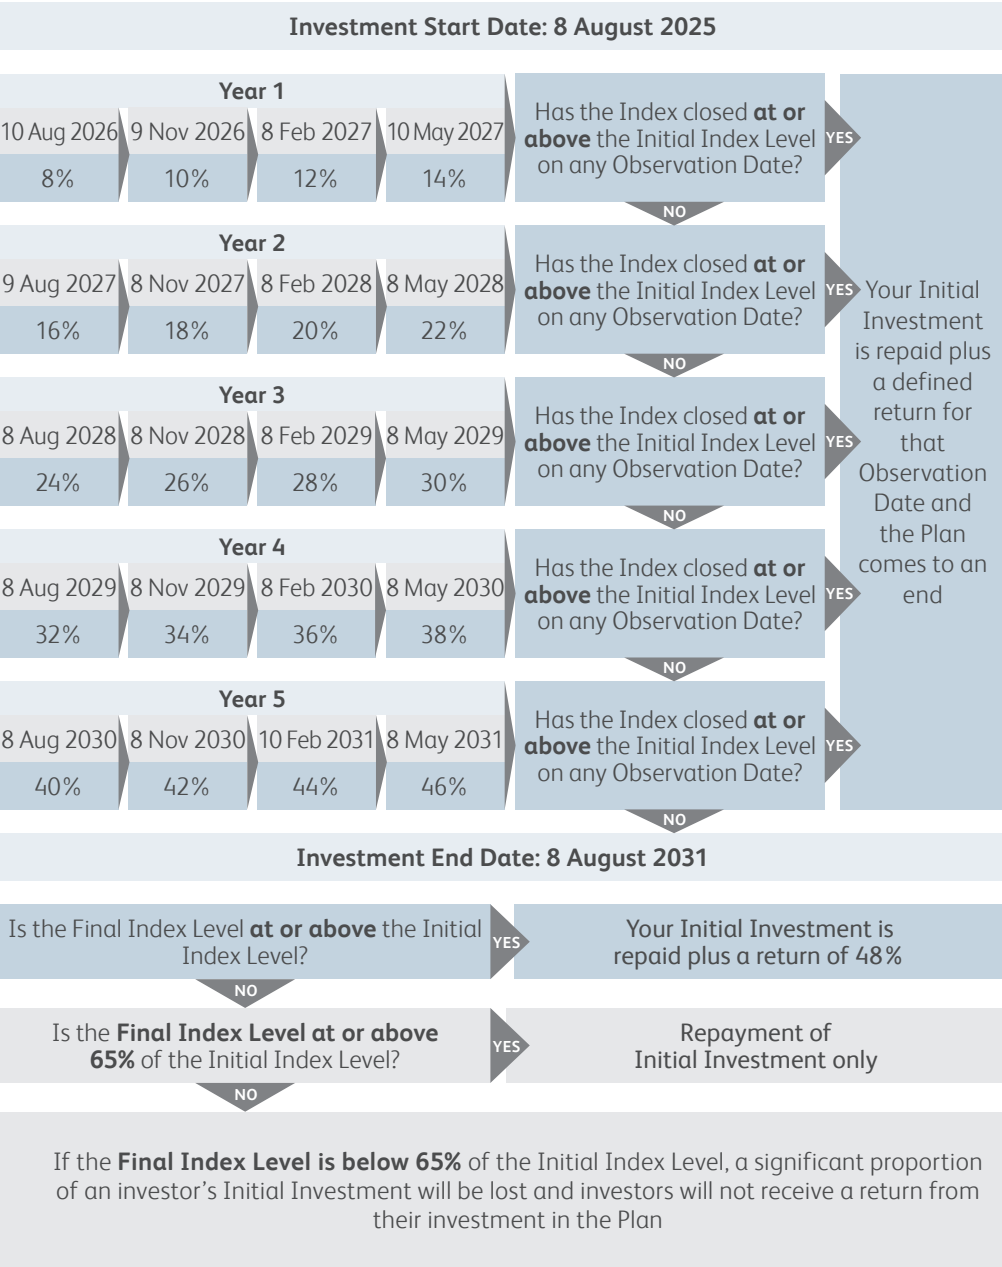 Investment Start Date: 8 August 2025
Year 1
10 Aug 2026 9 Nov 2026 8 Feb 2027 10 May 2027
8% 10% 12% 14%
Has the Index closed at or
above the Initial Index Level
on any Observation Date?
YES
NO
Year 2
9 Aug 2027 8 Nov 2027 8 Feb 2028 8 May 2028
16% 18% 20% 22%
Has the Index closed at or
above the Initial Index Level
on any Observation Date?
YES
NO
Year 3
8 Aug 2028 8 Nov 2028 8 Feb 2029 8 May 2029
24% 26% 28% 30%
Has the Index closed at or
above the Initial Index Level
on any Observation Date?
YES
NO
Year 4
8 Aug 2029 8 Nov 2029 8 Feb 2030 8 May 2030
32% 34% 36% 38%
Has the Index closed at or
above the Initial Index Level
on any Observation Date?
YES
NO
Year 5
8 Aug 2030 8 Nov 2030 10 Feb 2031 8 May 2031
40% 42% 44% 46%
Has the Index closed at or
above the Initial Index Level
on any Observation Date?
YES
NO
Your Initial
Investment
is repaid plus
a defined
return for
that
Observation
Date and
the Plan
comes to an
end
Investment End Date: 8 August 2031
Is the Final Index Level at or above the Initial
Index Level?
YES
Your Initial Investment is
repaid plus a return of 48%
NO
Is the Final Index Level at or above
65% of the Initial Index Level?
YES
Repayment of
Initial Investment only
NO
If the Final Index Level is below 65% of the Initial Index Level, a significant proportion
of an investor's Initial Investment will be lost and investors will not receive a return from
their investment in the Plan